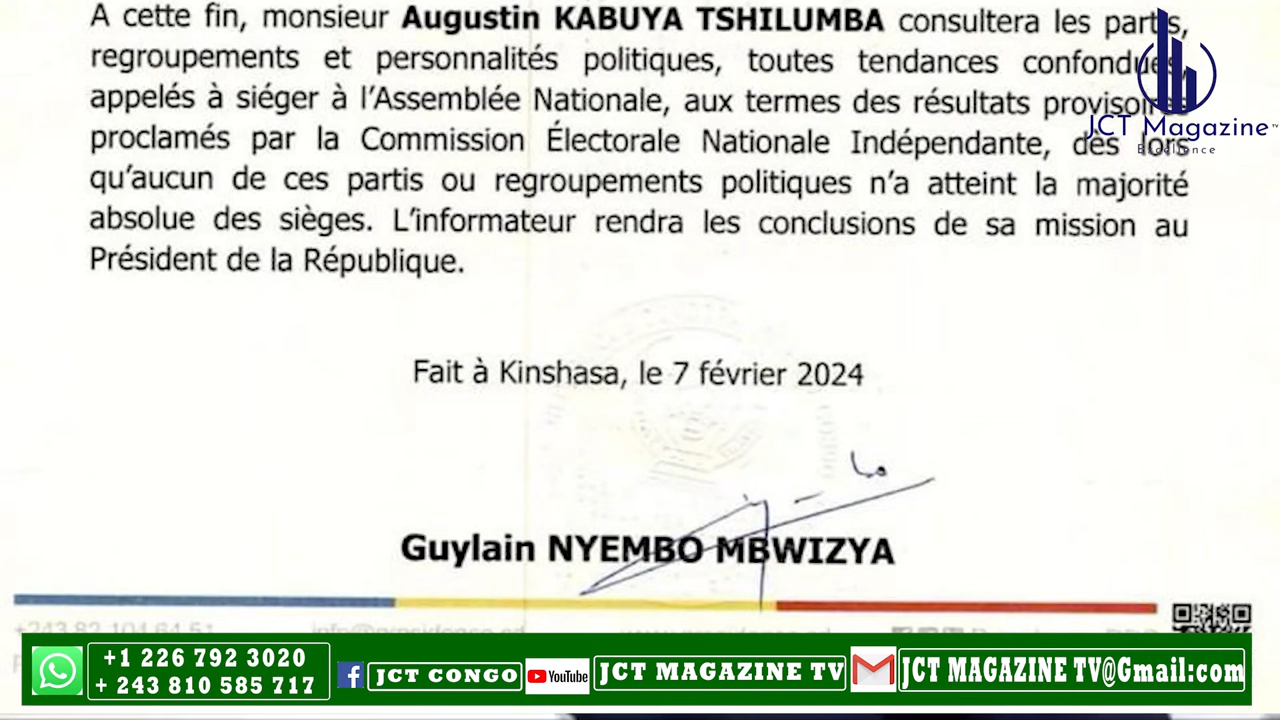 A cette fin, monsieur Augustin KABUYA TSHILUMBA consultera les partis,
regroupements et personnalités politiques, toutes tendances confondues,
appelés à siéger à l'Assemblée Nationale, aux termes des résultats provisoires
proclamés par la Commission Électorale Nationale Indépendante, dès lors
qu'aucun de ces partis ou regroupements politiques n'a atteint la majorité
absolue des sièges. L'informateur rendra les conclusions de sa mission au
Président de la République.
JCT Magazine™
Excellence
Fait à Kinshasa, le 7 février 2024
Guylain NYEMBO MBWIZYA
+1 226 792 3020
+ 243 810 585 717
JCT CONGO
YouTube
JCT MAGAZINE TV
JCT MAGAZINE TV@Gmail:com